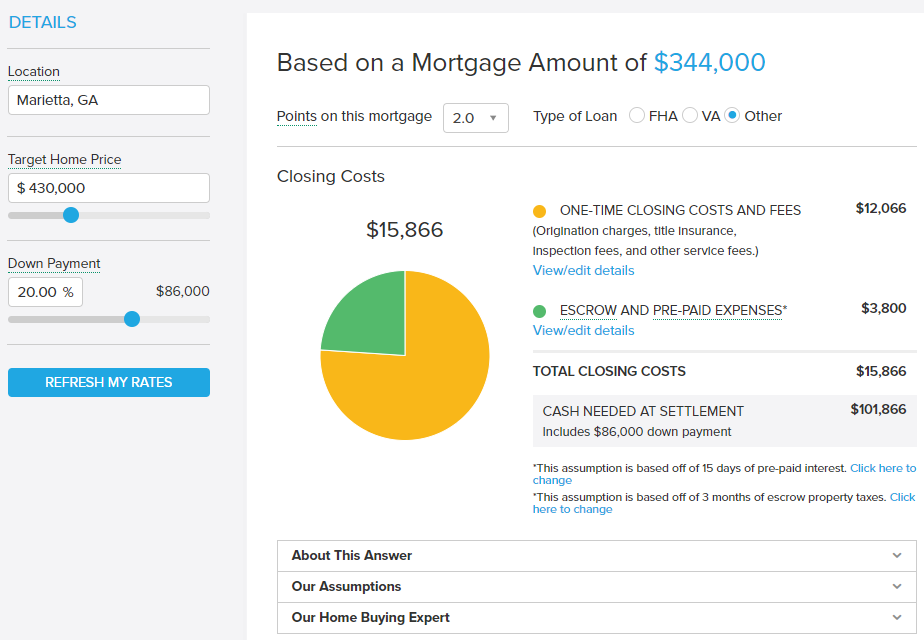 DETAILS
Location
Marietta, GA
Target Home Price
$ 430,000
Down Payment
20.00 % $86,000
REFRESH MY RATES
Based on a Mortgage Amount of $344,000
Points on this mortgage 2.0 Type of Loan FHA VA Other
Closing Costs
$15,866
ONE-TIME CLOSING COSTS AND FEES $12,066
(Origination charges, title insurance,
inspection fees, and other service fees.)
View/edit details
ESCROW AND PRE-PAID EXPENSES* $3,800
View/edit details
TOTAL CLOSING COSTS $15,866
CASH NEEDED AT SETTLEMENT $101,866
Includes $86,000 down payment
*This assumption is based off of 15 days of pre-paid interest. Click here to
change
*This assumption is based off of 3 months of escrow property taxes. Click
here to change
About This Answer
Our Assumptions
Our Home Buying Expert